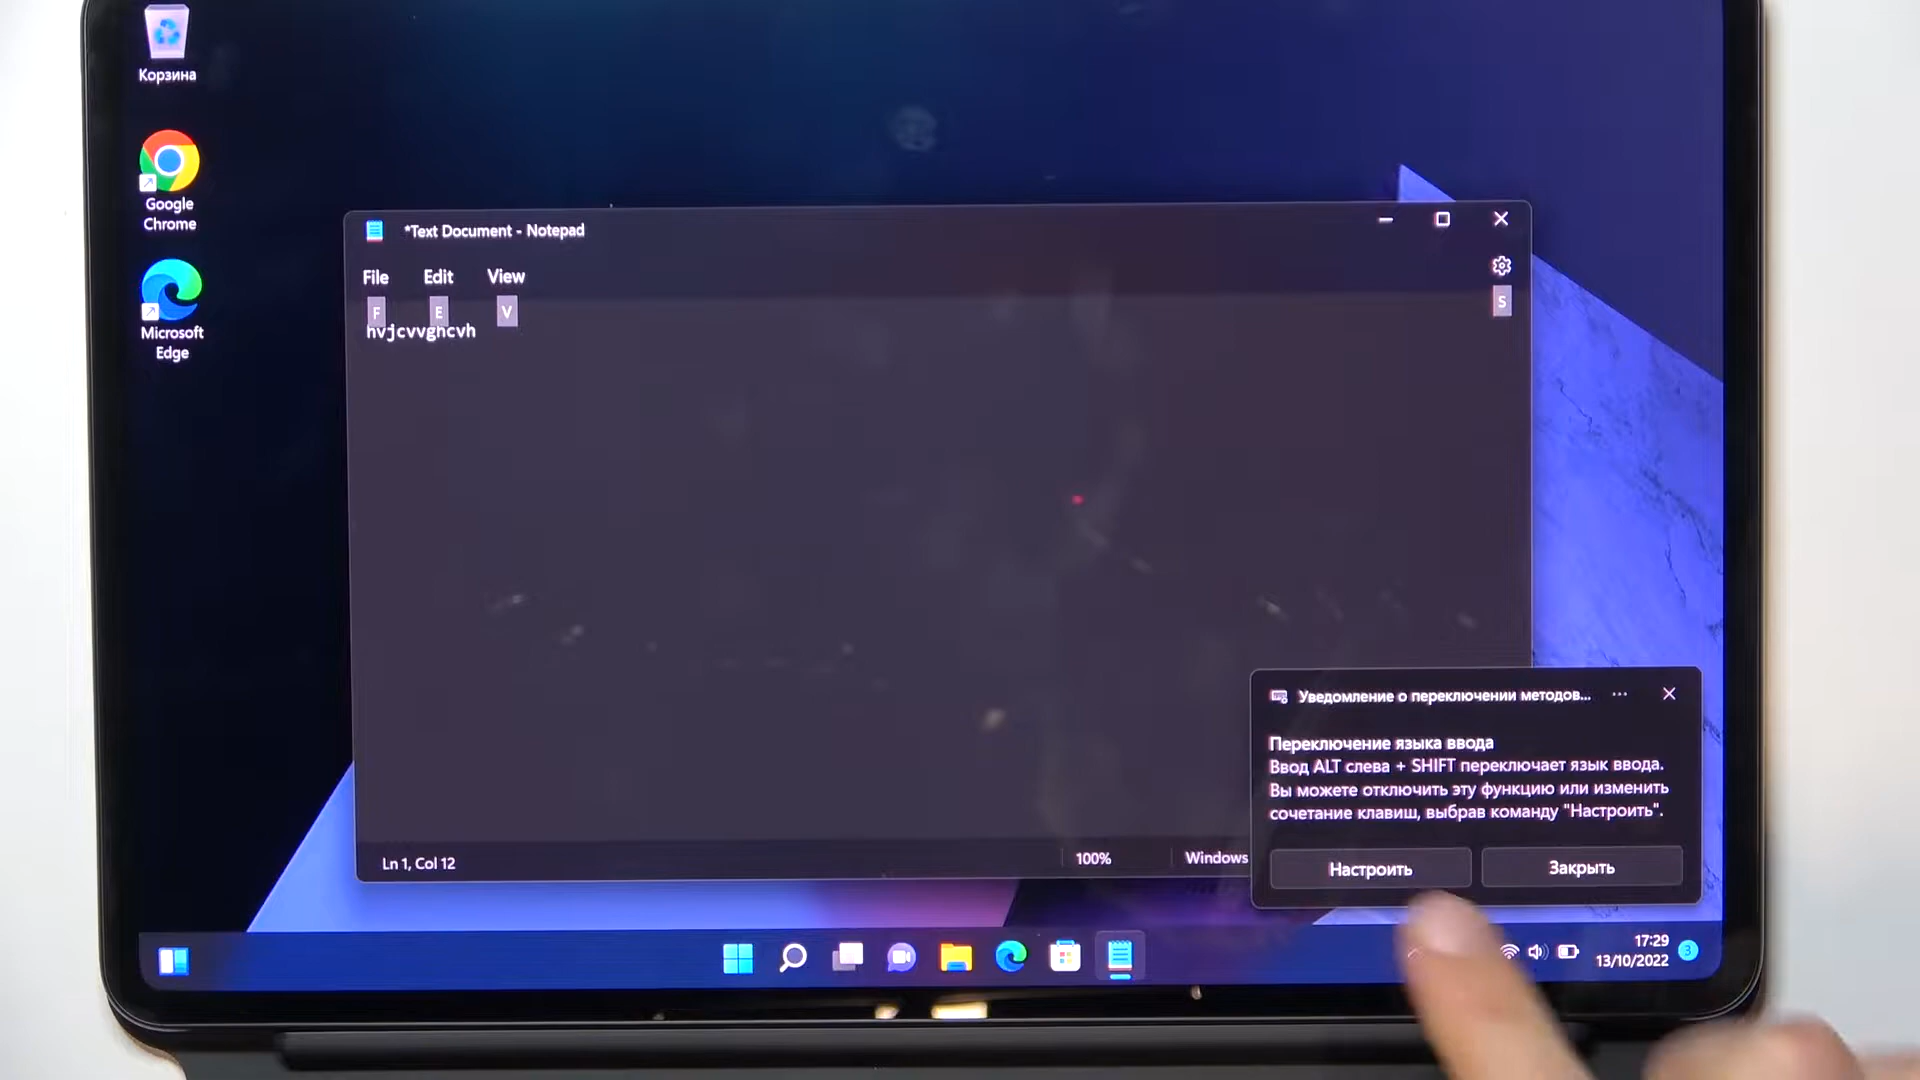 Корзина
Google
Chrome
Microsoft
Edge
*Text Document - Notepad
File Edit View
F E V S
hvjcvvghcvh
Ln 1, Col 12
100%
Windows
Уведомление о переключении методов...
Переключение языка ввода
Ввод ALT слева + SHIFT переключает язык ввода.
Вы можете отключить эту функцию или изменить
сочетание клавиш, выбрав команду "Настроить".
Настроить Закрыть
17:29
13/10/2022
3